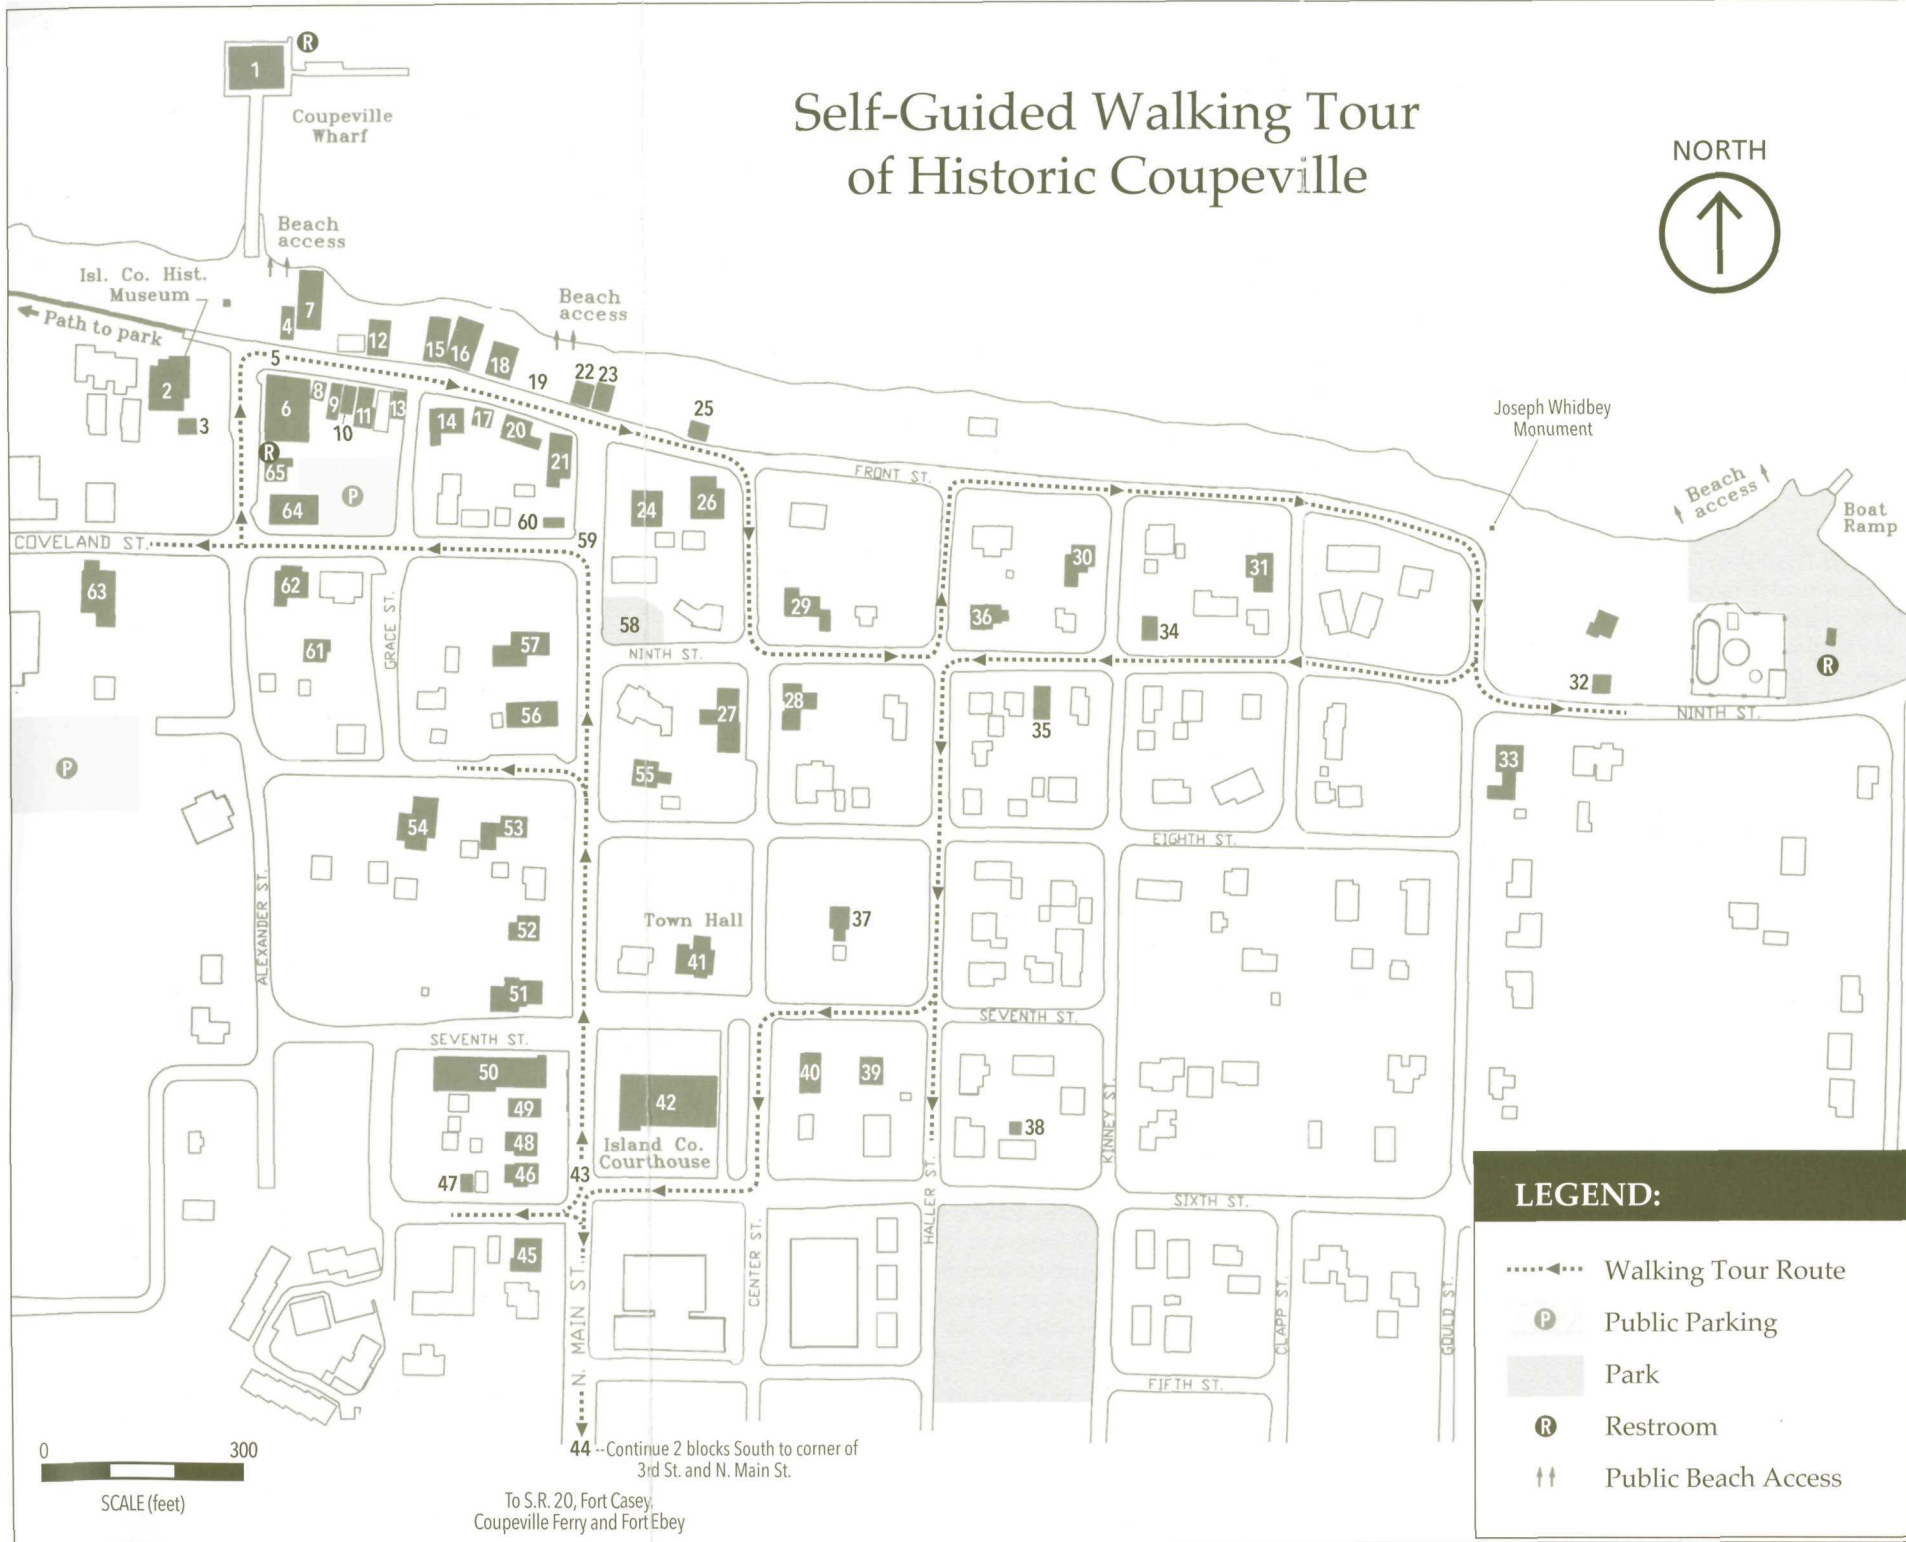 Self-Guided Walking Tour
of Historic Coupeville
NORTH
R
1
Coupeville
Wharf
Beach
access
Isl. Co. Hist.
Museum
Path to park
Beach
access
7
4
12
15
16
18
5
19
22
23
2
3
6
8
9
10
11
13
14
17
20
21
25
R
65
P
64
60
59
24
26
FRONT ST.
Joseph Whidbey
Monument
Beach
access
Boat
Ramp
COVELAND ST.
63
62
61
GRACE ST.
57
56
58
NINTH ST.
29
30
31
36
34
32
R
NINTH ST.
27
28
55
35
33
P
54
53
EIGHTH ST.
ALEXANDER ST.
52
51
Town Hall
41
37
SEVENTH ST.
SEVENTH ST.
50
49
48
46
47
43
42
Island Co.
Courthouse
40
39
38
KINNEY ST.
HALLER ST.
SIXTH ST.
45
N. MAIN ST.
CENTER ST.
CLAPP ST.
GOULD ST.
FIFTH ST.
44 --Continue 2 blocks South to corner of
3rd St. and N. Main St.
To S.R. 20, Fort Casey,
Coupeville Ferry and Fort Ebey
0 300
SCALE (feet)
LEGEND:
Walking Tour Route
P Public Parking
Park
R Restroom
Public Beach Access